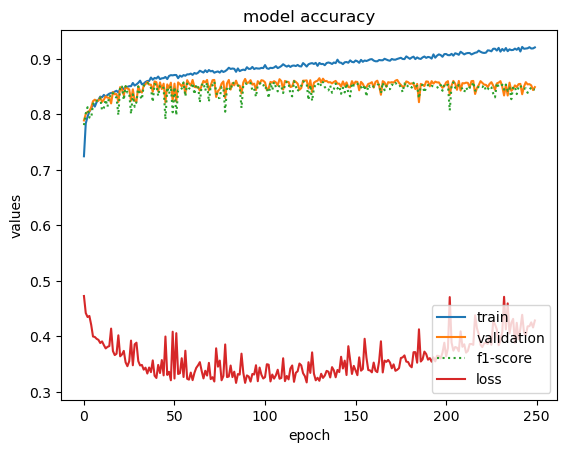 model accuracy
values
0.9
0.8
0.7
0.6
0.5
0.4
0.3
0
50
100
150
200
250
epoch
train
validation
f1-score
loss